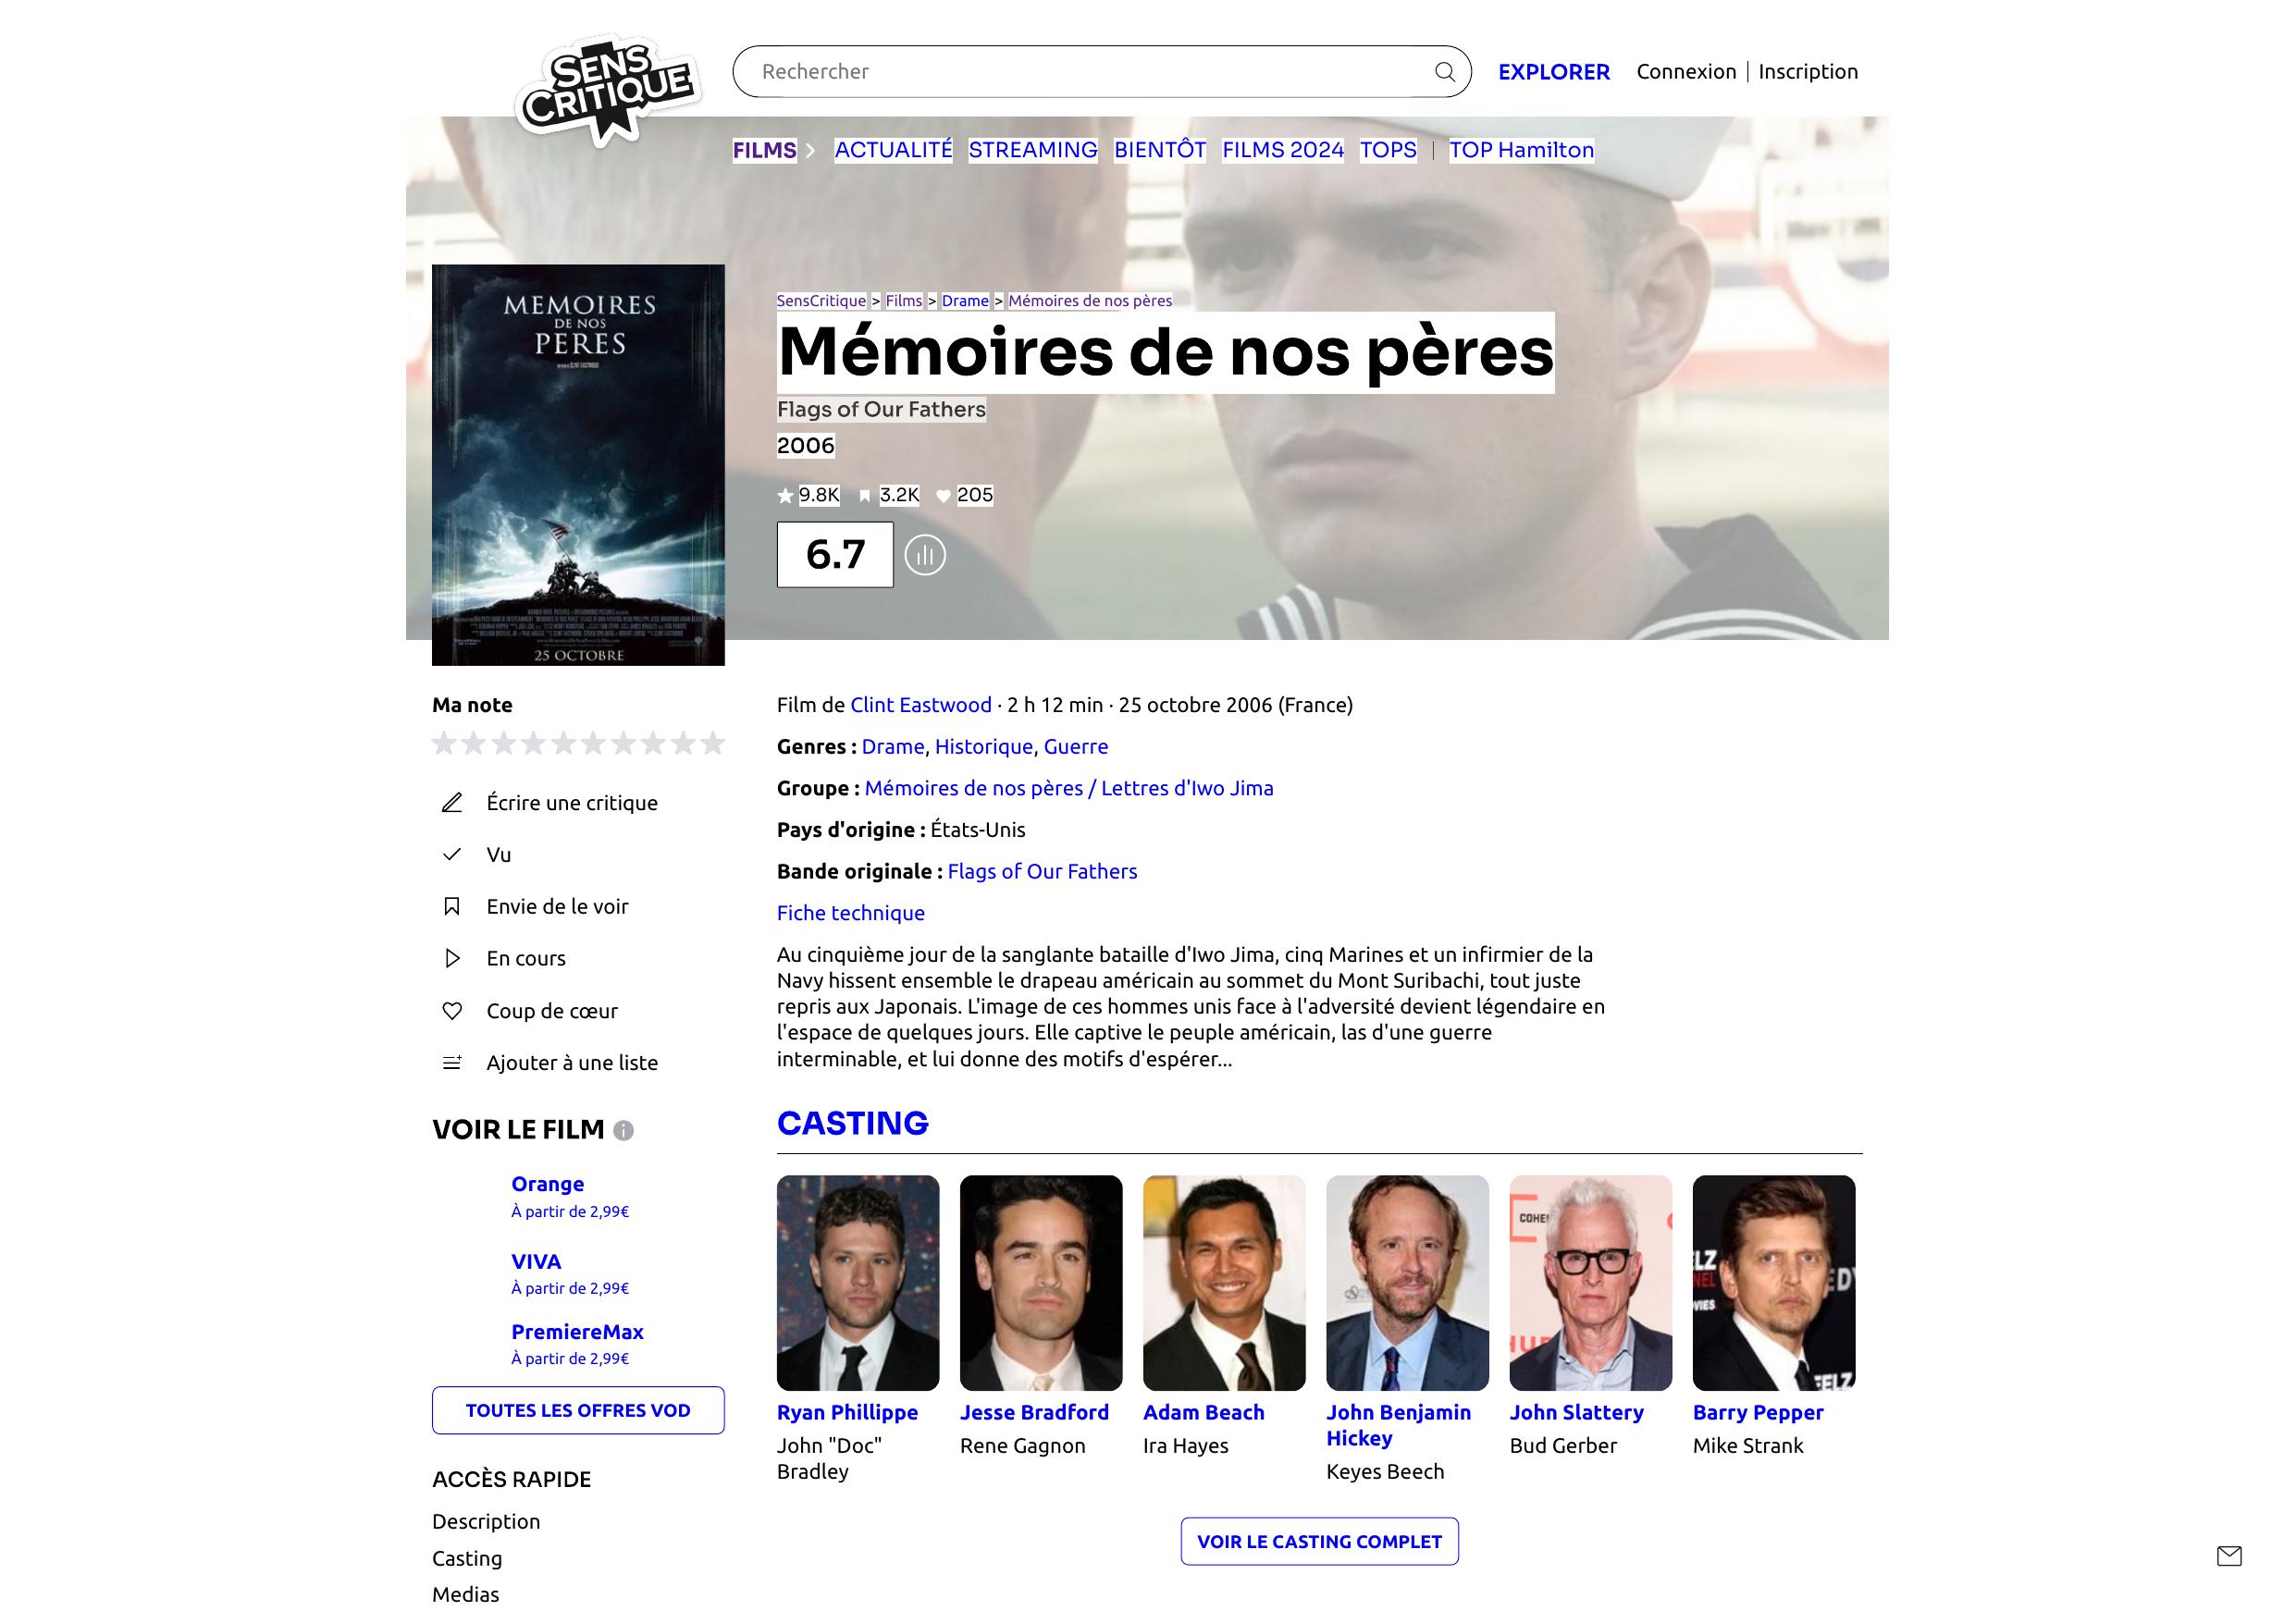 SENS
CRITIQUE
Rechercher
EXPLORER
Connexion | Inscription
FILMS
ACTUALITÉ STREAMING BIENTÔT FILMS 2024 TOPS | TOP Hamilton
MEMOIRES
DE NOS
PERES
25 OCTOBRE
SensCritique > Films > Drame > Mémoires de nos pères
Mémoires de nos pères
Flags of Our Fathers
2006
9.8K 3.2K 205
6.7
Ma note
Écrire une critique
Vu
Envie de le voir
En cours
Coup de cœur
Ajouter à une liste
VOIR LE FILM
Orange
À partir de 2,99€
VIVA
À partir de 2,99€
PremiereMax
À partir de 2,99€
TOUTES LES OFFRES VOD
ACCÈS RAPIDE
Description
Casting
Medias
Film de Clint Eastwood · 2 h 12 min · 25 octobre 2006 (France)
Genres : Drame, Historique, Guerre
Groupe : Mémoires de nos pères / Lettres d'Iwo Jima
Pays d'origine : États-Unis
Bande originale : Flags of Our Fathers
Fiche technique
Au cinquième jour de la sanglante bataille d'Iwo Jima, cinq Marines et un infirmier de la
Navy hissent ensemble le drapeau américain au sommet du Mont Suribachi, tout juste
repris aux Japonais. L'image de ces hommes unis face à l'adversité devient légendaire en
l'espace de quelques jours. Elle captive le peuple américain, las d'une guerre
interminable, et lui donne des motifs d'espérer...
CASTING
Ryan Phillippe
John "Doc"
Bradley
Jesse Bradford
Rene Gagnon
Adam Beach
Ira Hayes
John Benjamin
Hickey
Keyes Beech
John Slattery
Bud Gerber
Barry Pepper
Mike Strank
VOIR LE CASTING COMPLET